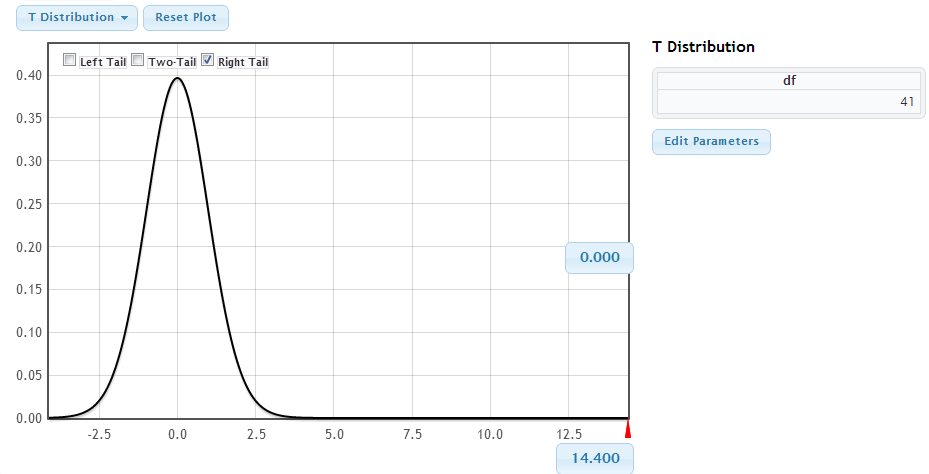 T Distribution Reset Plot
T Distribution
Left Tail Two-Tail Right Tail
df
0.40
41
0.35
Edit Parameters
0.30
0.25
0.20
0.000
0.15
0.10
0.05
0.00
-2.5 0.0 2.5 5.0 7.5 10.0 12.5
14.400